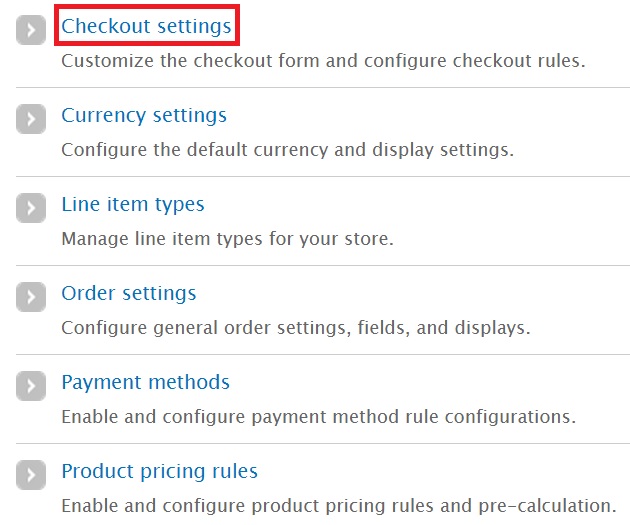 Checkout settings
Customize the checkout form and configure checkout rules.
Currency settings
Configure the default currency and display settings.
Line item types
Manage line item types for your store.
Order settings
Configure general order settings, fields, and displays.
Payment methods
Enable and configure payment method rule configurations.
Product pricing rules
Enable and configure product pricing rules and pre-calculation.